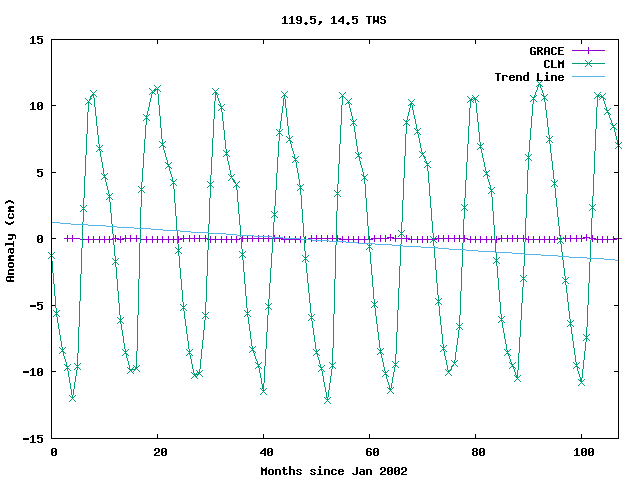 119.5, 14.5 TWS
GRACE
CLM
Trend Line
15
10
5
0
-5
-10
-15
Anomaly (cm)
0 20 40 60 80 100
Months since Jan 2002